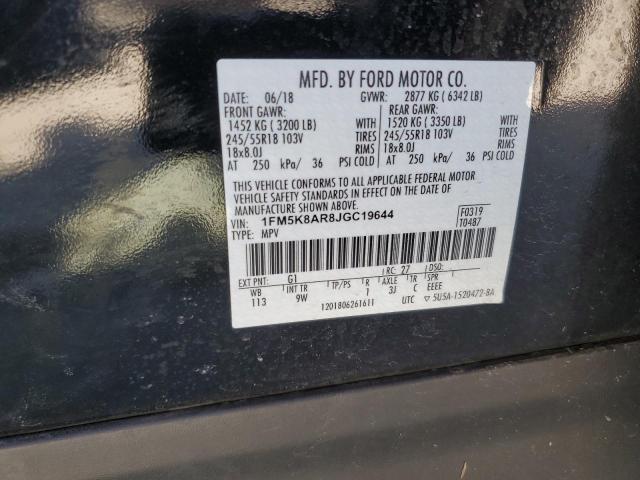 MFD. BY FORD MOTOR CO.
DATE: 06/18 GVWR: 2877 KG ( 6342 LB)
FRONT GAWR: REAR GAWR:
1452 KG ( 3200 LB) 1520 KG ( 3350 LB)
245/55R18 103V TIRES 245/55R18 103V TIRES
18x8.0J RIMS 18x8.0J RIMS
AT 250 kPa/ 36 PSI COLD AT 250 kPa/ 36 PSI COLD
THIS VEHICLE CONFORMS TO ALL APPLICABLE FEDERAL MOTOR
VEHICLE SAFETY STANDARDS IN EFFECT ON THE DATE OF
MANUFACTURE SHOWN ABOVE.
VIN: 1FM5K8AR8JGC19644 F0319
TYPE: MPV T0487
EXT PNT: G1 RC: 27 DSO:
WB INT TR TP/PS R AXLE TR SPR
113 9W 1 3J C EEEE
1201806261611 UTC ▽ 5U5A-1520472-BA